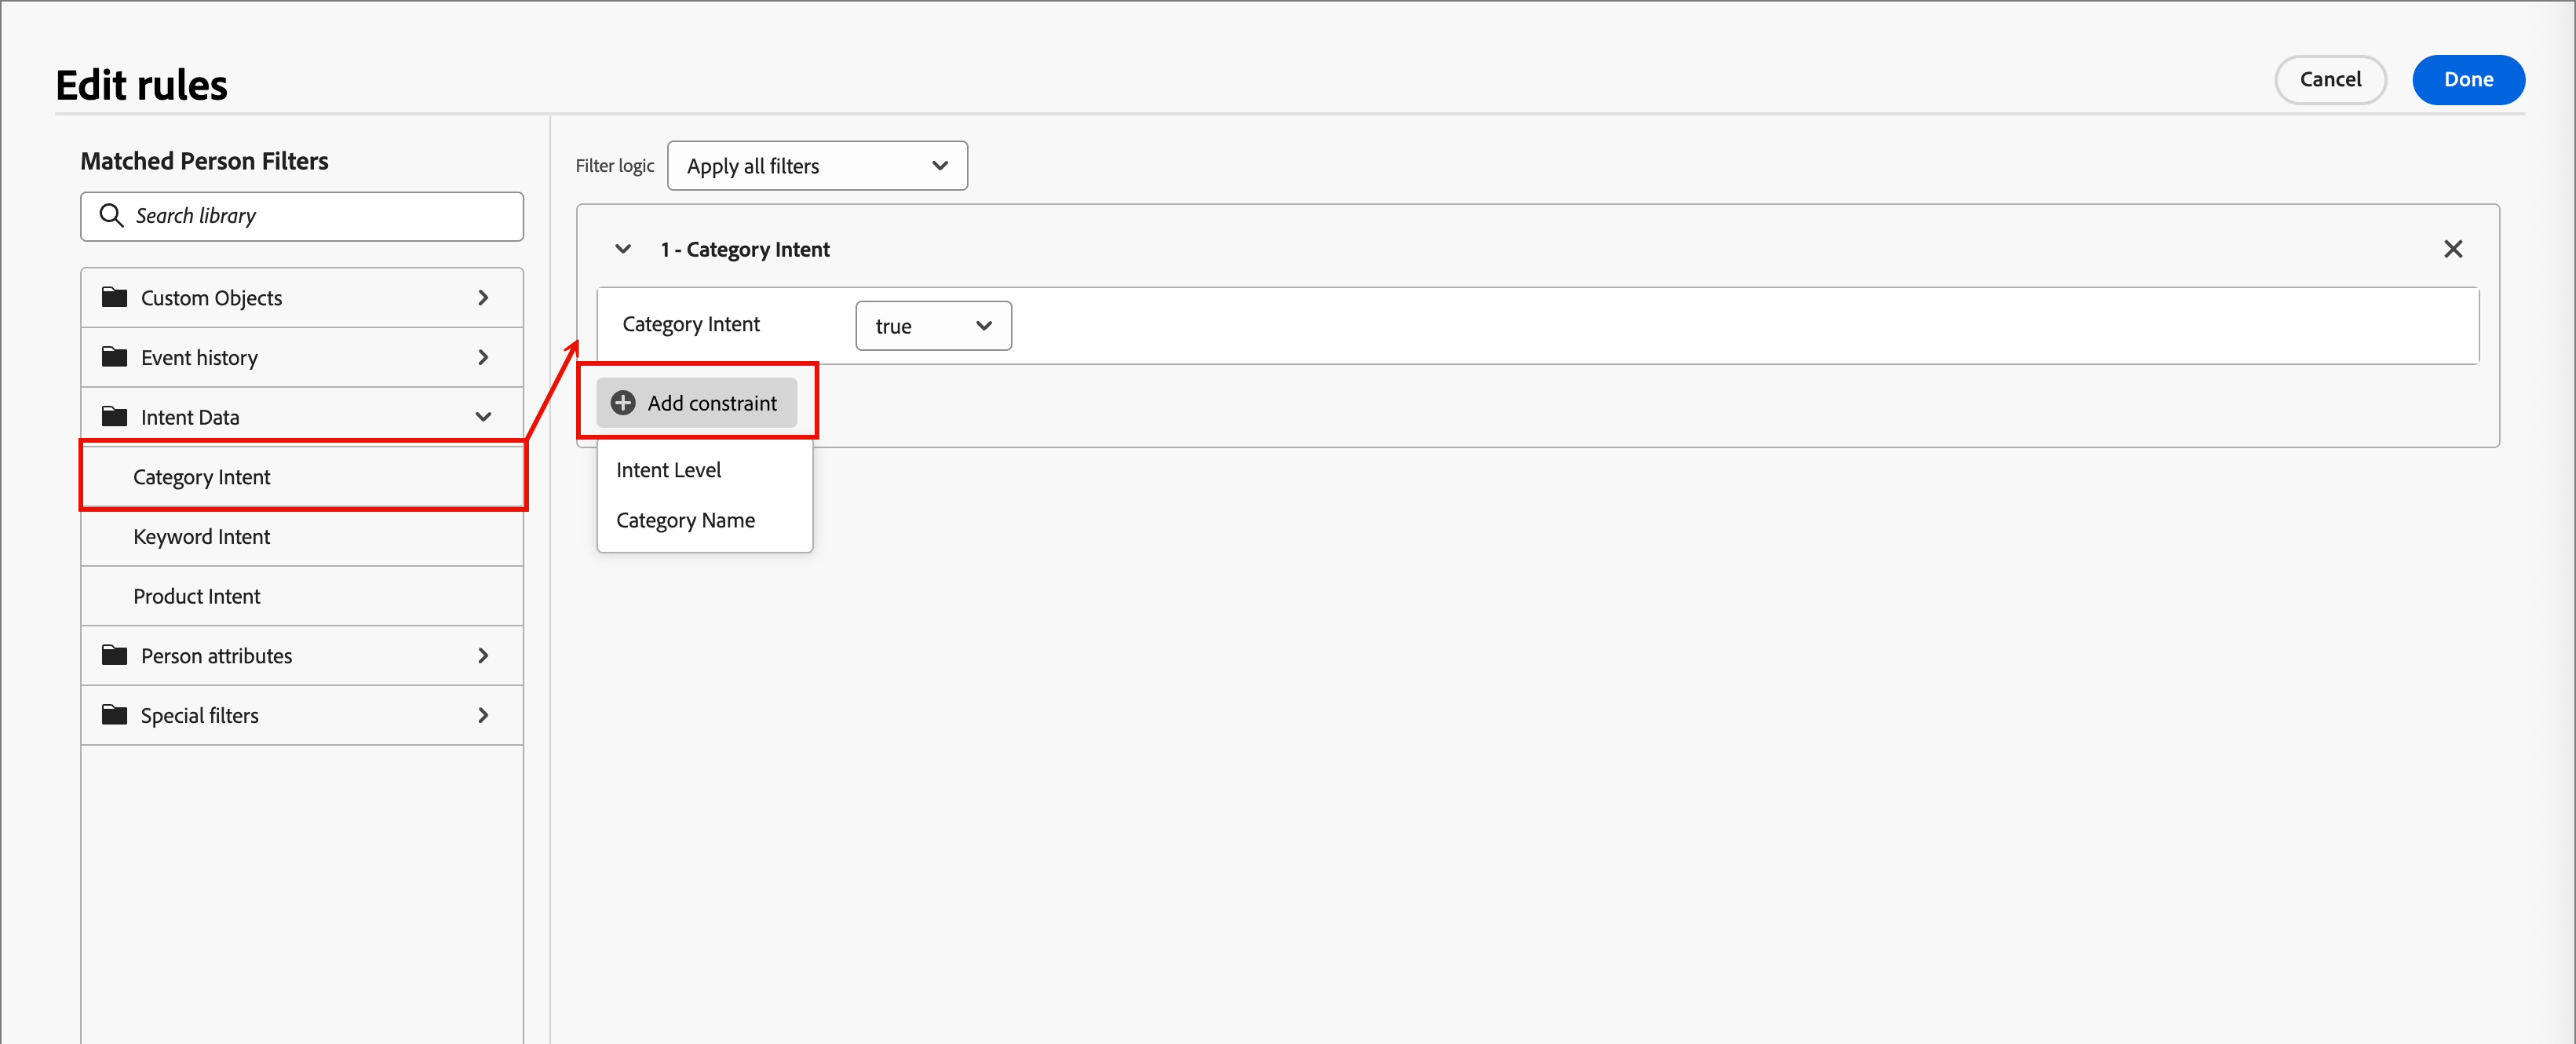 Edit rules
Cancel
Done
Matched Person Filters
Search library
Custom Objects
Event history
Intent Data
Category Intent
Keyword Intent
Product Intent
Person attributes
Special filters
Filter logic
Apply all filters
1 - Category Intent
Category Intent
true
Add constraint
Intent Level
Category Name